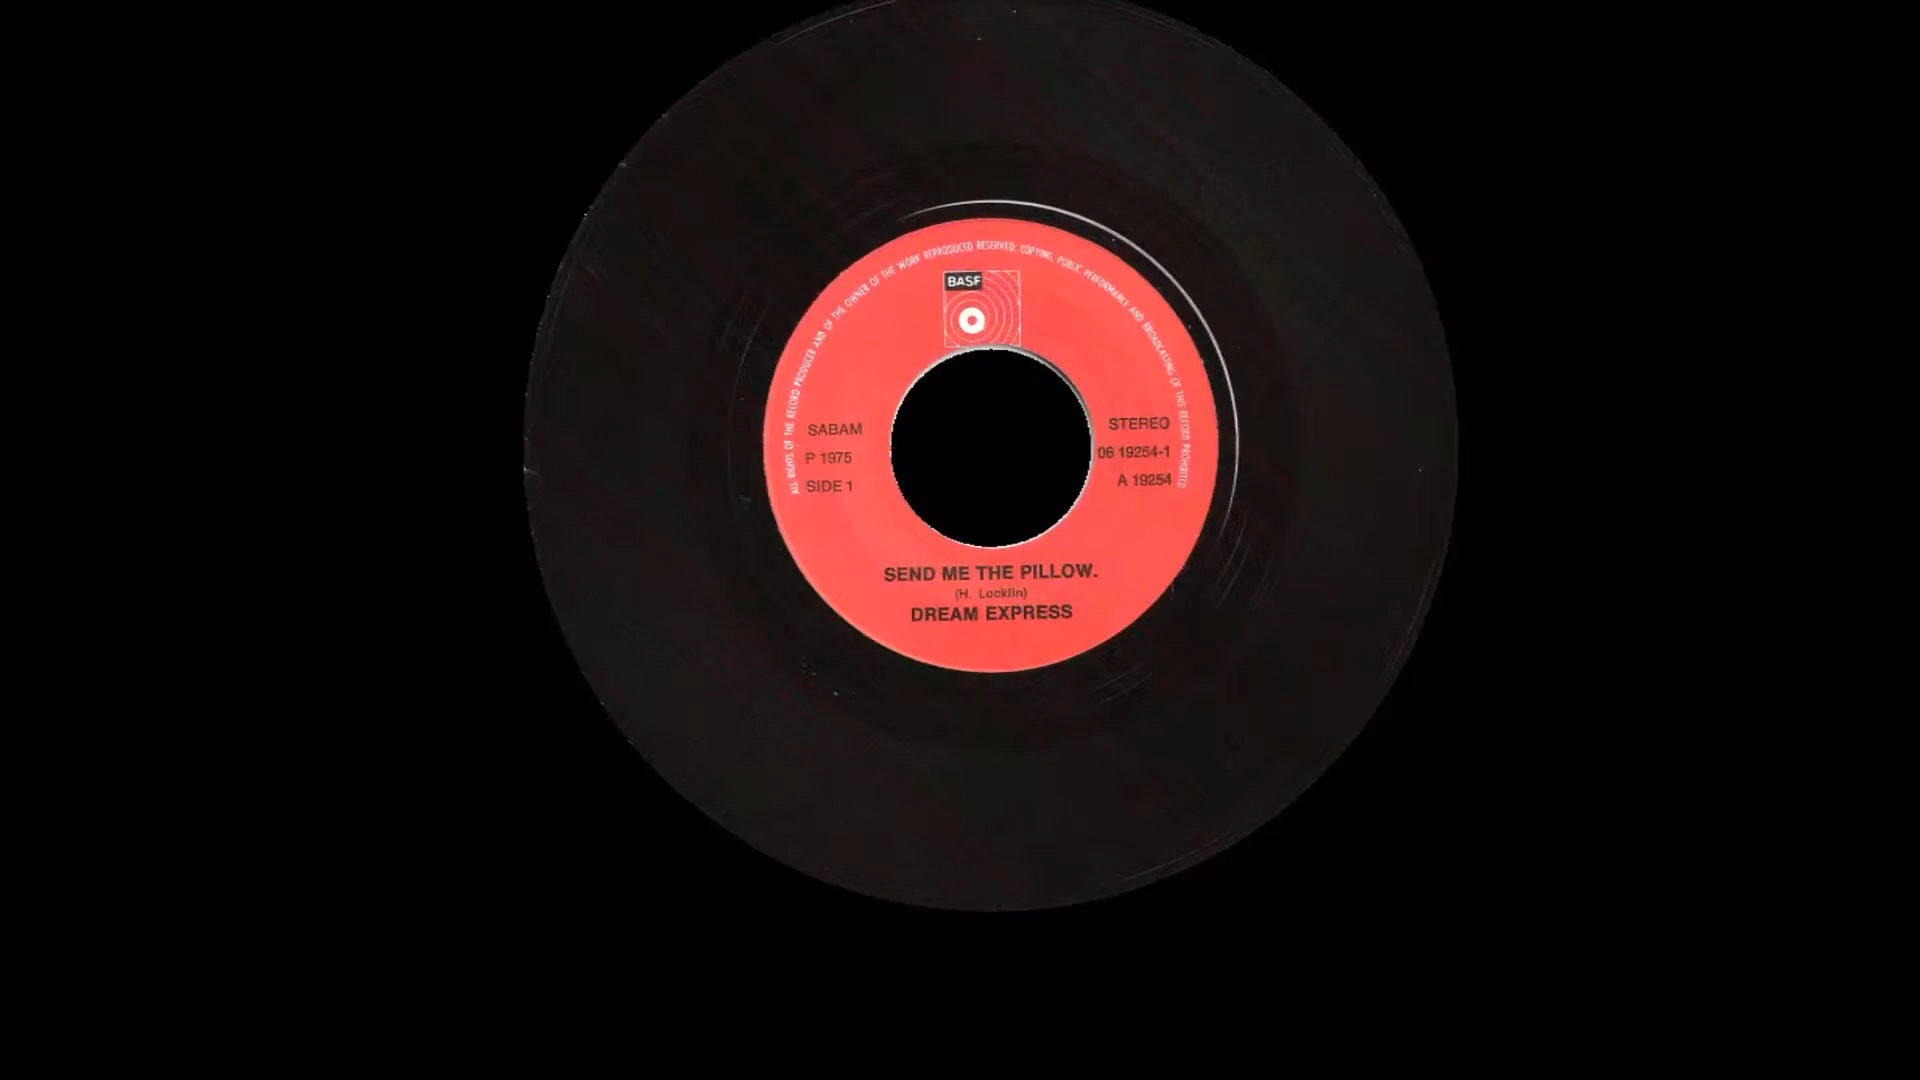 ALL RIGHTS OF THE RECORD PRODUCER AND OF THE OWNER OF THE WORK REPRODUCED RESERVED. COPYING, PUBLIC PERFORMANCE AND BROADCASTING OF THIS RECORD PROHIBITED
BASF
SABAM
P 1975
SIDE 1
STEREO
06 19254-1
A 19254
SEND ME THE PILLOW.
(H. Locklin)
DREAM EXPRESS